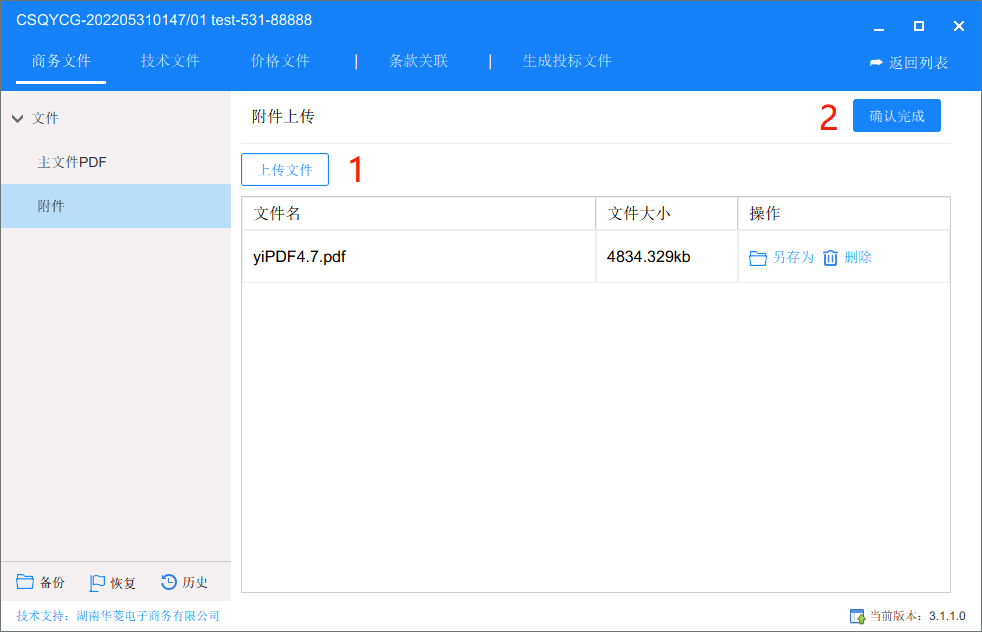 CSQYCG-202205310147/01 test-531-88888
商务文件 技术文件 价格文件 | 条款关联 | 生成投标文件 返回列表
文件
附件上传 2 确认完成
主文件PDF
上传文件 1
附件
文件名 文件大小 操作
yiPDF4.7.pdf 4834.329kb 另存为 删除
备份 恢复 历史
技术支持：湖南华菱电子商务有限公司 当前版本：3.1.1.0